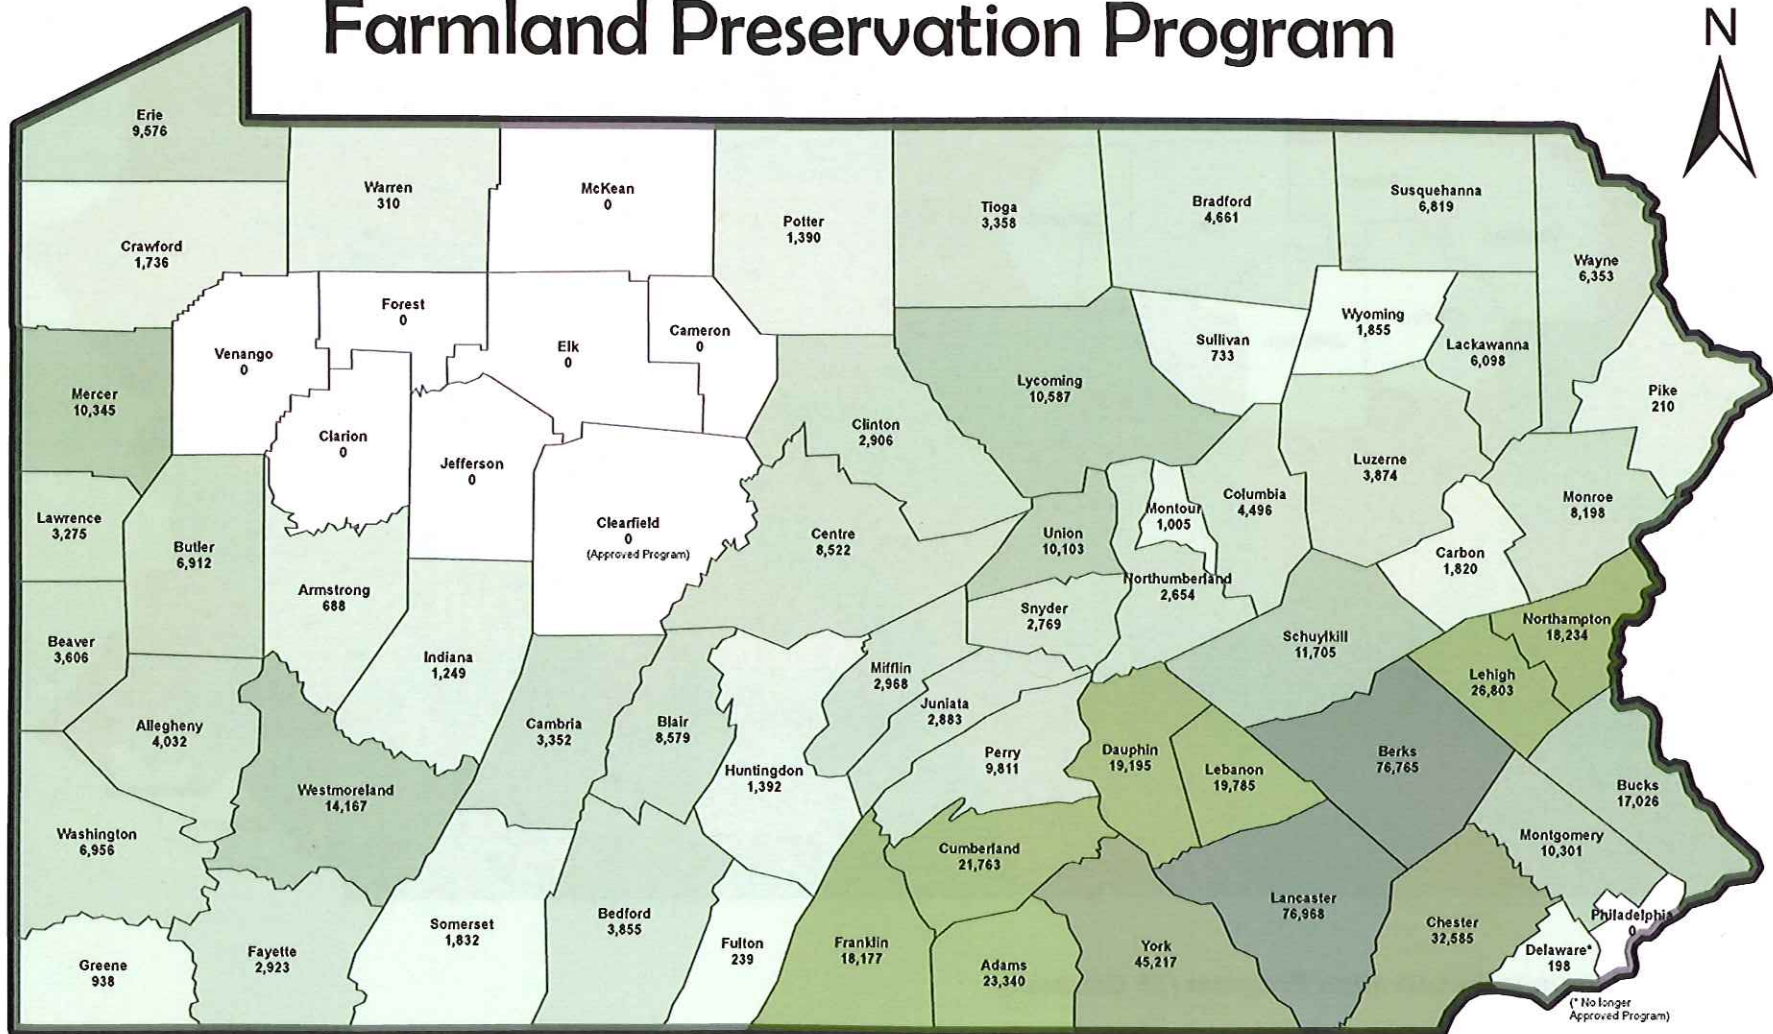 Farmland Preservation Program
N
Erie
9,576
Warren
310
McKean
0
Potter
1,390
Tioga
3,358
Bradford
4,661
Susquehanna
6,819
Wayne
6,353
Crawford
1,736
Venango
0
Forest
0
Elk
0
Cameron
0
Sullivan
733
Wyoming
1,855
Lackawanna
6,098
Pike
210
Mercer
10,345
Clarion
0
Jefferson
0
Clearfield
0
(Approved Program)
Clinton
2,906
Lycoming
10,587
Luzerne
3,874
Monroe
8,198
Lawrence
3,275
Butler
6,912
Armstrong
688
Centre
8,522
Union
10,103
Montour
1,005
Columbia
4,496
Carbon
1,820
Northumberland
2,654
Snyder
2,769
Schuylkill
11,705
Northampton
18,234
Lehigh
26,803
Beaver
3,606
Indiana
1,249
Allegheny
4,032
Cambria
3,352
Blair
8,579
Huntingdon
1,392
Mifflin
2,968
Juniata
2,883
Perry
9,811
Dauphin
19,195
Lebanon
19,785
Berks
76,765
Bucks
17,026
Westmoreland
14,167
Washington
6,956
Cumberland
21,763
Montgomery
10,301
Greene
938
Fayette
2,923
Somerset
1,832
Bedford
3,855
Fulton
239
Franklin
18,177
Adams
23,340
York
45,217
Lancaster
76,968
Chester
32,585
Philadelphia
0
Delaware*
198
(* No longer
Approved Program)